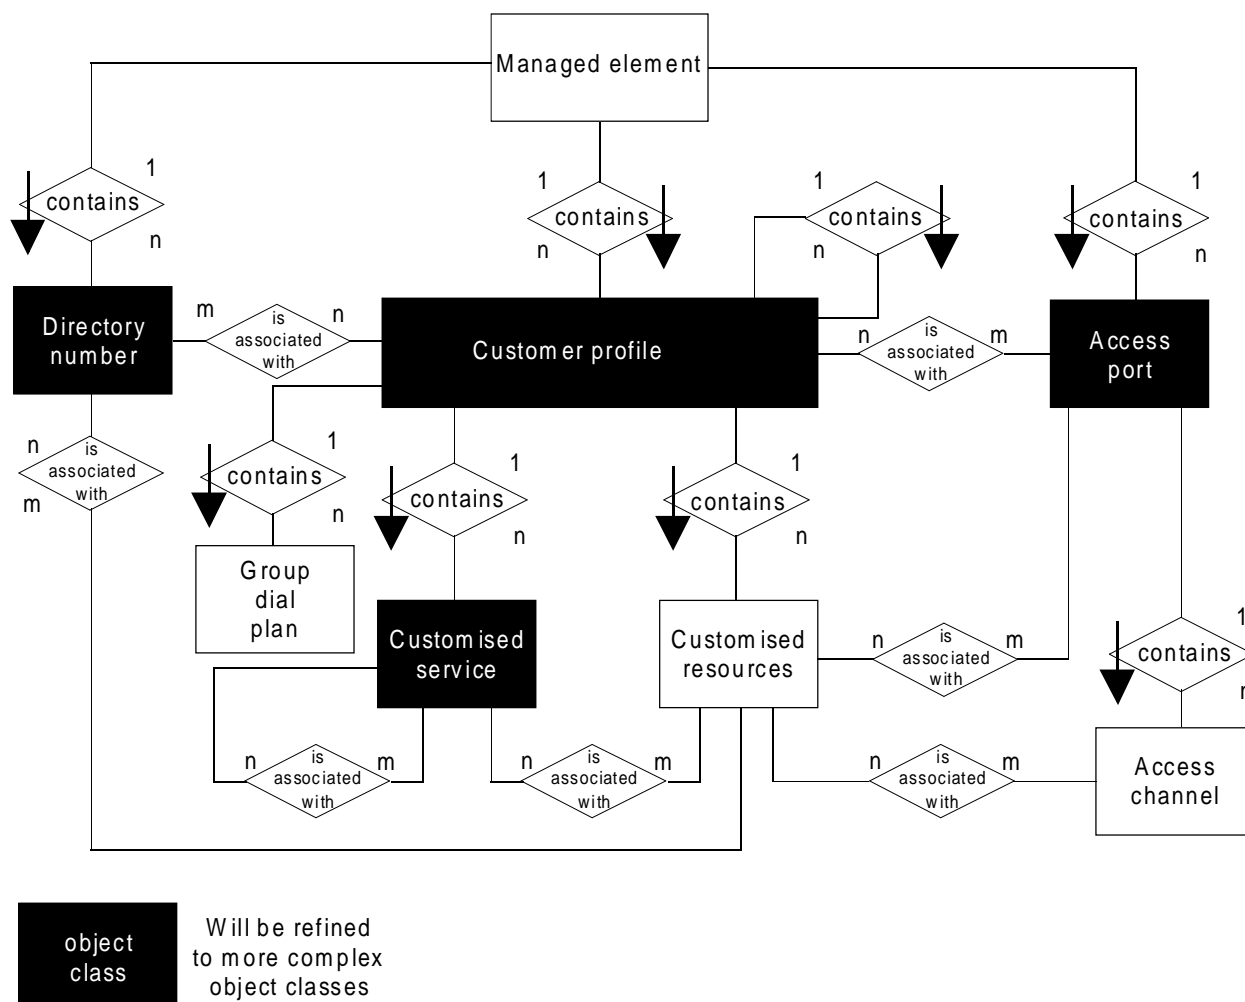 Managed element
1
contains
n
1
contains
n
1
contains
n
1
contains
n
Directory
number
m
is
associated
with
n
Customer profile
n
is
associated
with
m
Access
port
n
is
associated
with
m
1
contains
n
1
contains
n
1
contains
n
Group
dial
plan
Customised
service
Customised
resources
n
is
associated
with
m
1
contains
n
n
is
associated
with
m
n
is
associated
with
m
n
is
associated
with
m
Access
channel
object
class
Will be refined
to more complex
object classes